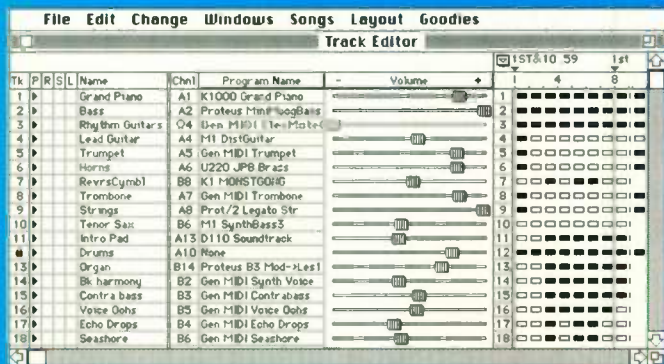 File Edit Change Windows Songs Layout Goodies
Track Editor
1ST&10 59 1st
Tk P R S L Name Chnl Program Name - Volume + 1 4 8
1 Grand Piano A1 K1000 Grand Piano 1
2 Bass A2 Proteus 2
3 Rhythm Guitars Gen MIDI 3
4 Lead Guitar A4 M1 DistGuitar 4
5 Trumpet A5 Gen MIDI Trumpet 5
6 Horns A6 U220 JP8 Brass 6
7 RevrsCymbl B8 K1 MONSTGONG 7
8 Trombone A7 Gen MIDI Trombone 8
9 Strings A8 Prot/2 Legato Str 9
10 Tenor Sax B6 M1 SynthBass3 10
11 Intro Pad A13 D110 Soundtrack 11
Drums A10 None 12
13 Organ B14 Proteus B3 Mod->Les1 13
14 Bk harmony B2 Gen MIDI Synth Voice 14
15 Contra bass B3 Gen MIDI Contrabass 15
16 Voice Oohs B5 Gen MIDI Voice Oohs 16
17 Echo Drops B4 Gen MIDI Echo Drops 17
18 Seashore B6 Gen MIDI Seashore 18